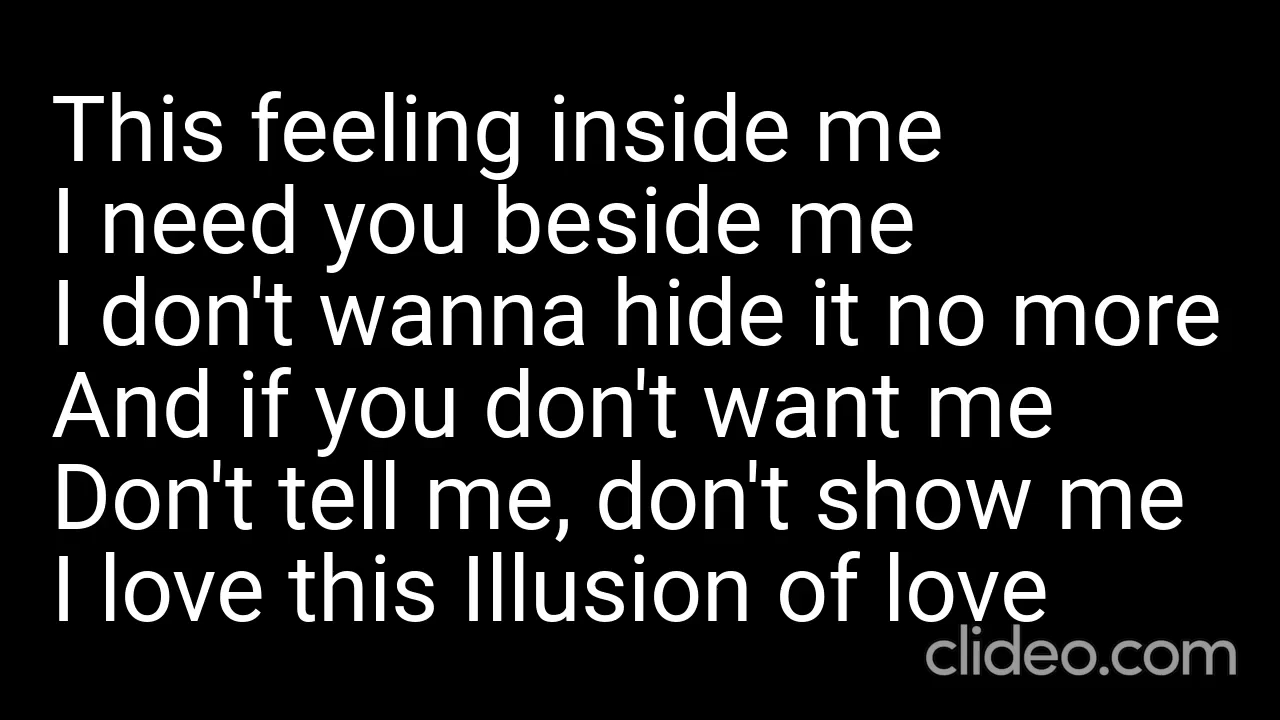 This feeling inside me
I need you beside me
I don't wanna hide it no more
And if you don't want me
Don't tell me, don't show me
I love this Illusion of love
clideo.com